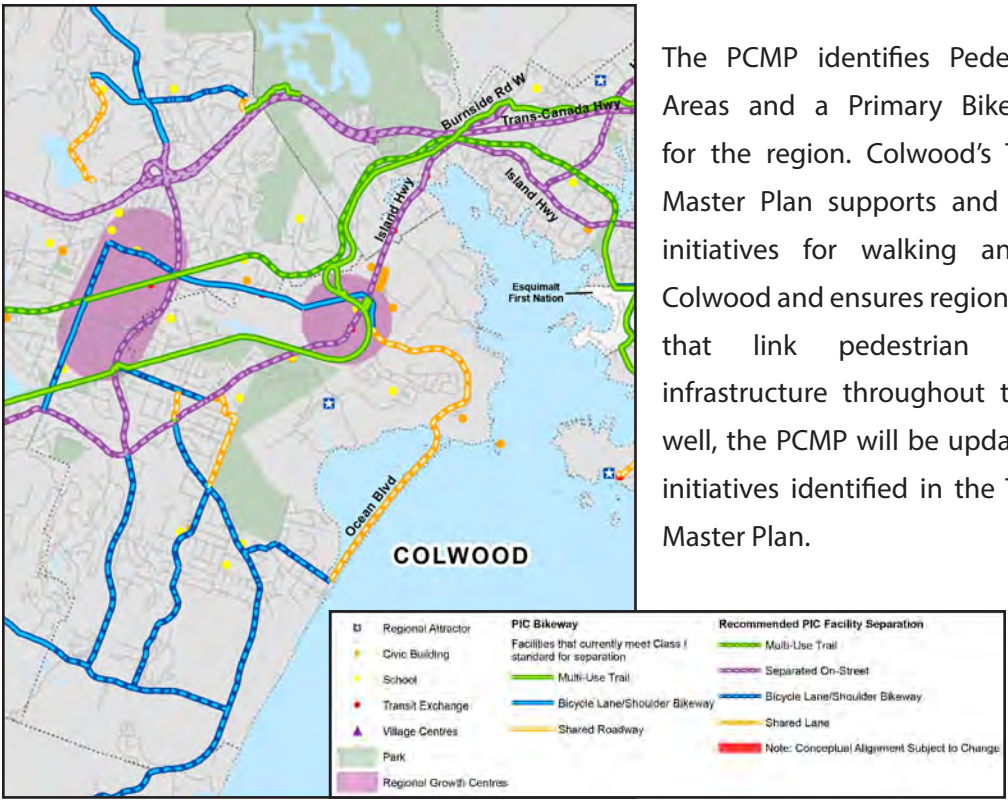 Burnside Rd W
Trans-Canada Hwy
Island Hwy
Island Hwy
Esquimalt
First Nation
Ocean Blvd
COLWOOD
The PCMP identifies Pede
Areas and a Primary Bike
for the region. Colwood's T
Master Plan supports and
initiatives for walking an
Colwood and ensures region
that link pedestrian
infrastructure throughout t
well, the PCMP will be upda
initiatives identified in the T
Master Plan.
Regional Attractor
Civic Building
School
Transit Exchange
Village Centres
Park
Regional Growth Centres
PIC Bikeway
Facilities that currently meet Class I
standard for separation
Multi-Use Trail
Bicycle Lane/Shoulder Bikeway
Shared Roadway
Recommended PIC Facility Separation
Multi-Use Trail
Separated On-Street
Bicycle Lane/Shoulder Bikeway
Shared Lane
Note: Conceptual Alignment Subject to Change